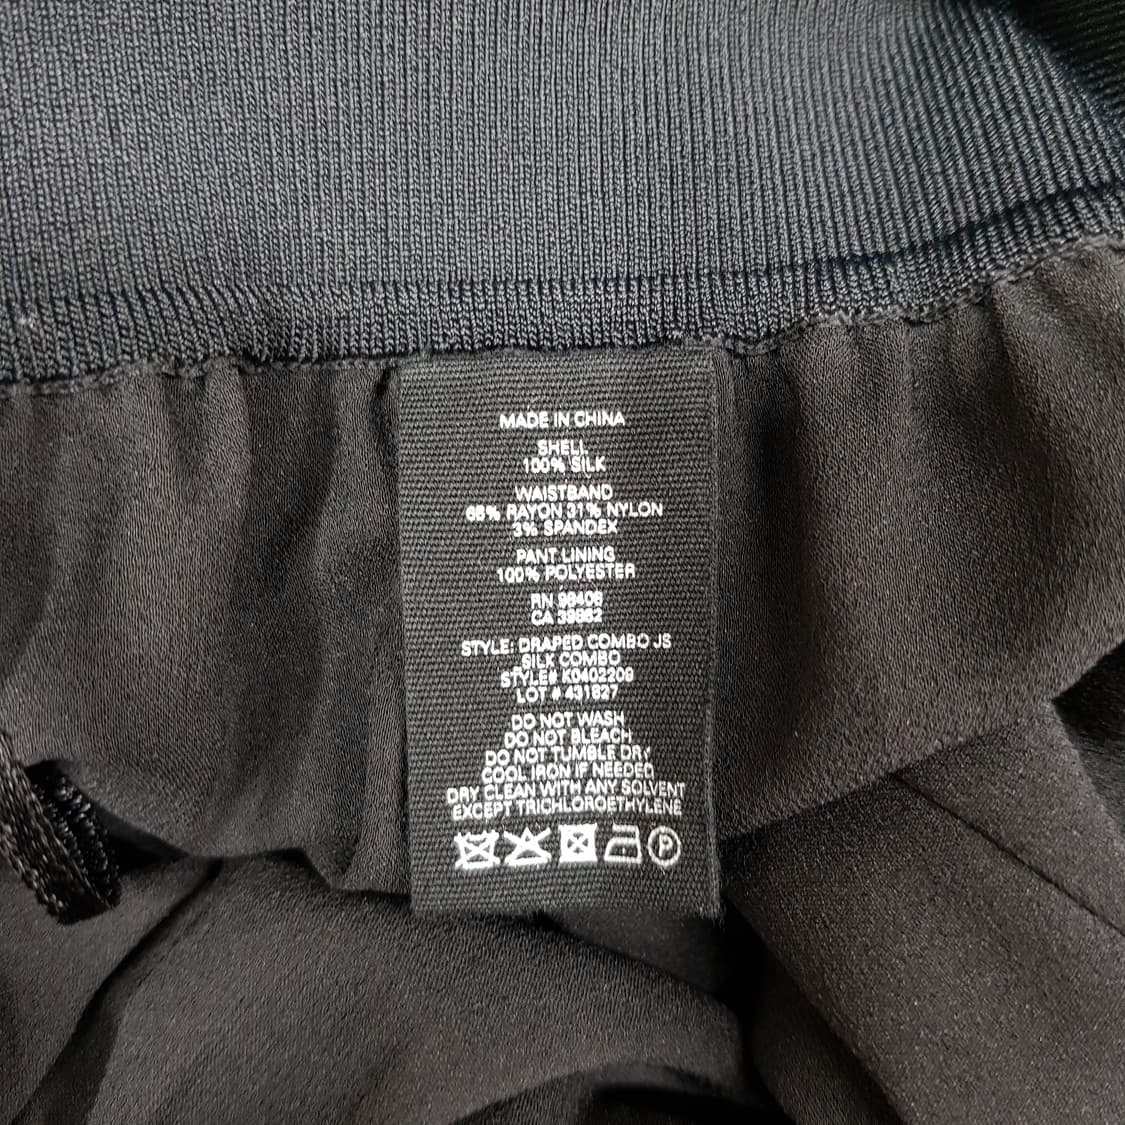 MADE IN CHINA
SHELL
100% SILK
WAISTBAND
66% RAYON 31% NYLON
3% SPANDEX
PANT LINING
100% POLYESTER
RN
CA
STYLE: DRAPED COMBO JS
SILK COMBO
STYLE# K0402209
LOT # 431827
DO NOT WASH
DO NOT BLEACH
DO NOT TUMBLE DRY
COOL IRON IF NEEDED
DRY CLEAN WITH ANY SOLVENT
EXCEPT TRICHLOROETHYLENE
P